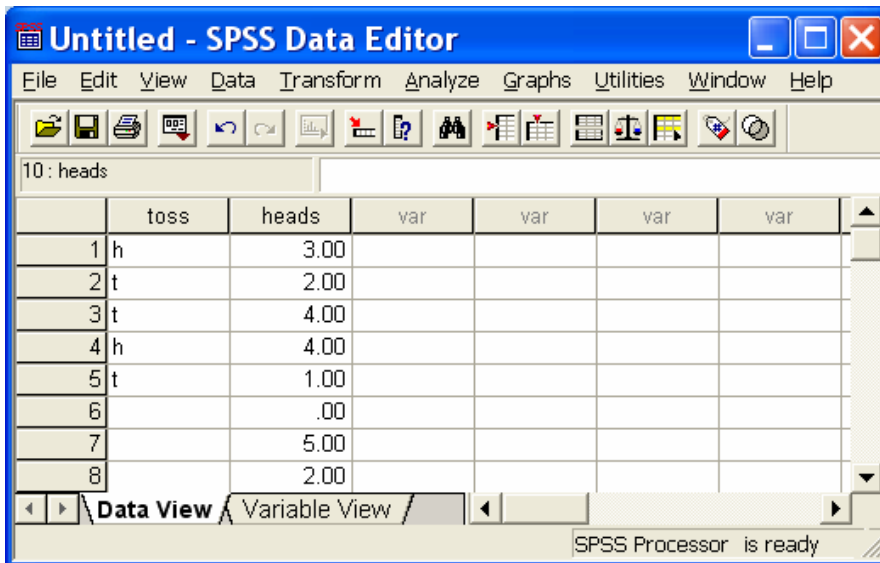 Untitled - SPSS Data Editor
File Edit View Data Transform Analyze Graphs Utilities Window Help
10 : heads
toss heads var var var var
1 h 3.00
2 t 2.00
3 t 4.00
4 h 4.00
5 t 1.00
6 .00
7 5.00
8 2.00
Data View Variable View
SPSS Processor is ready